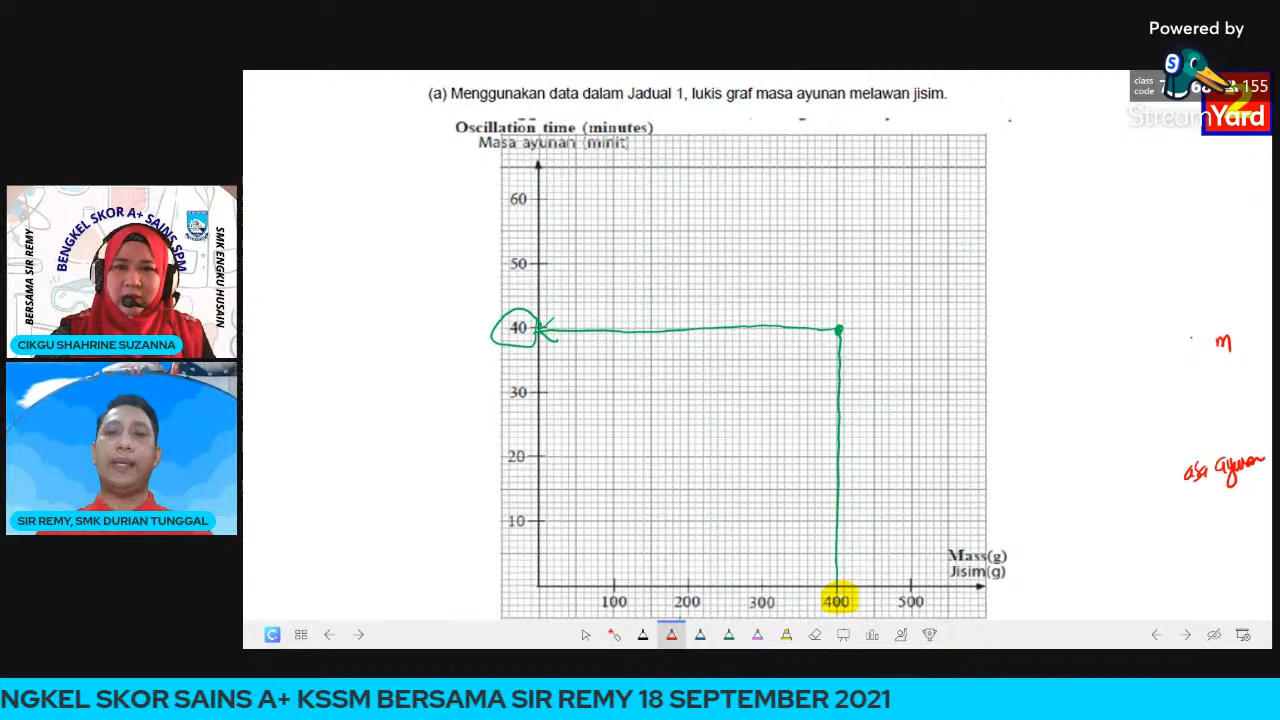 Powered by
StreamYard
class
code
155
(a) Menggunakan data dalam Jadual 1, lukis graf masa ayunan melawan jisim.
Oscillation time (minutes)
Masa ayunan (minit)
60
50
40
30
20
10
100
200
300
400
500
Mass(g)
Jisim(g)
m
asa ayunan
BENGKEL SKOR A+ SAINS SPM
BERSAMA SIR REMY
SMK ENGKU HUSAIN
CIKGU SHAHRINE SUZANNA
SIR REMY, SMK DURIAN TUNGGAL
NGKEL SKOR SAINS A+ KSSM BERSAMA SIR REMY 18 SEPTEMBER 2021